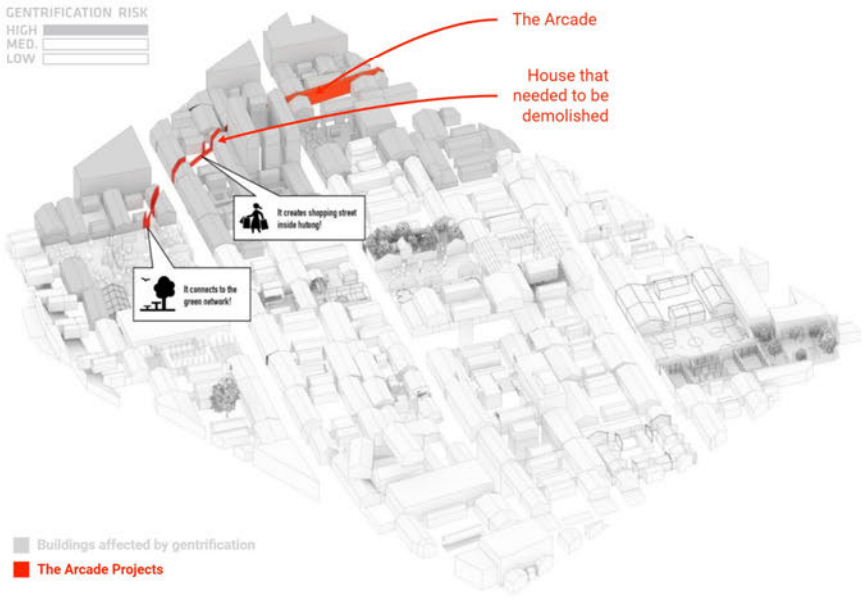 GENTRIFICATION RISK
HIGH
MED.
LOW
The Arcade
House that
needed to be
demolished
It creates shopping street
inside hutong!
It connects to the
green network!
Buildings affected by gentrification
The Arcade Projects